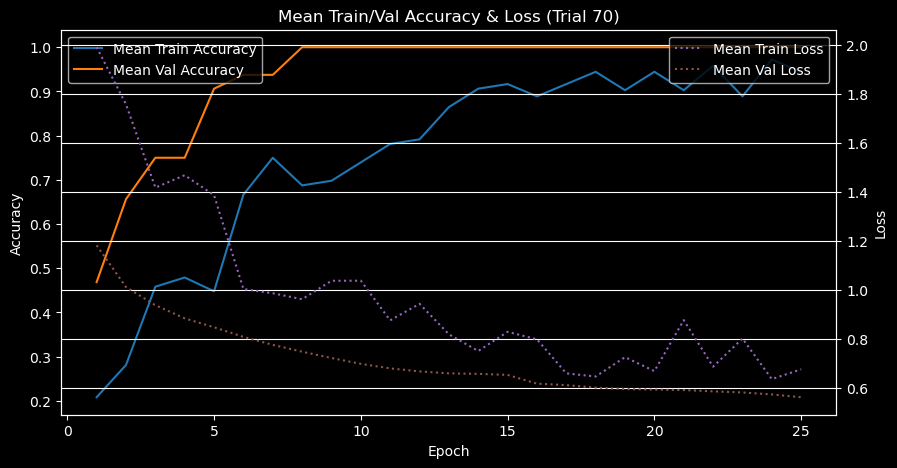 Mean Train/Val Accuracy & Loss (Trial 70)
Mean Train Accuracy
Mean Val Accuracy
Mean Train Loss
Mean Val Loss
1.0
0.9
0.8
0.7
0.6
0.5
0.4
0.3
0.2
Accuracy
2.0
1.8
1.6
1.4
1.2
1.0
0.8
0.6
Loss
0
5
10
15
20
25
Epoch